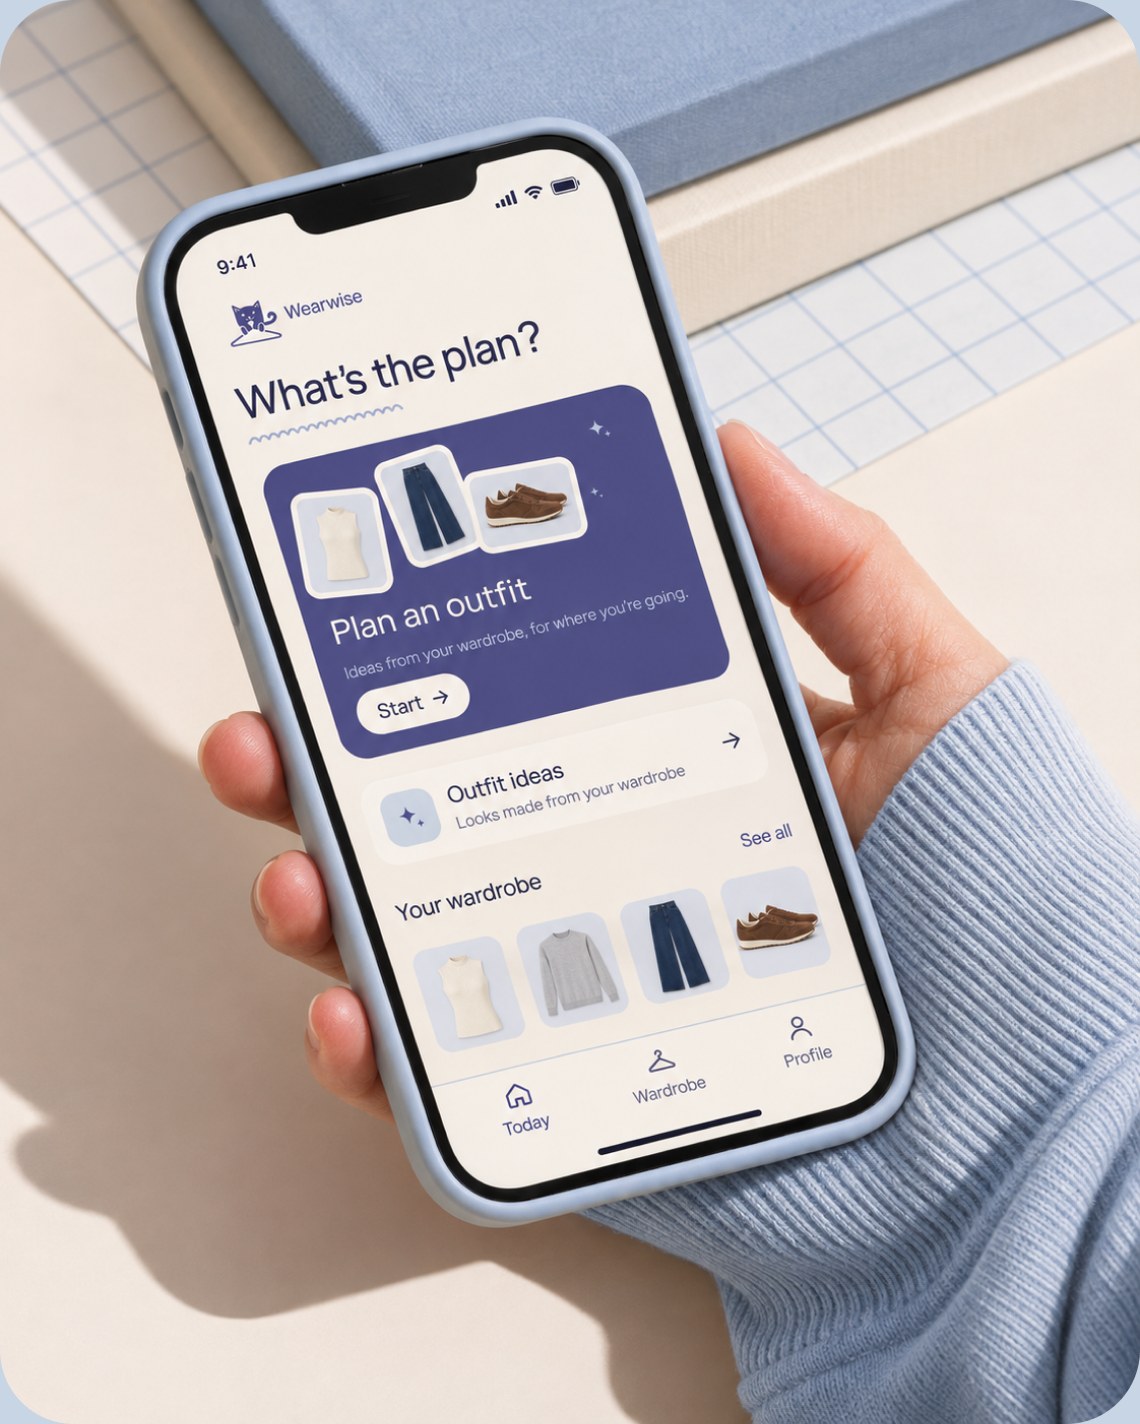 9:41
Wearwise
What's the plan?
Plan an outfit
Ideas from your wardrobe, for where you're going.
Start →
Outfit ideas
Looks made from your wardrobe
→
Your wardrobe
See all
Today
Wardrobe
Profile